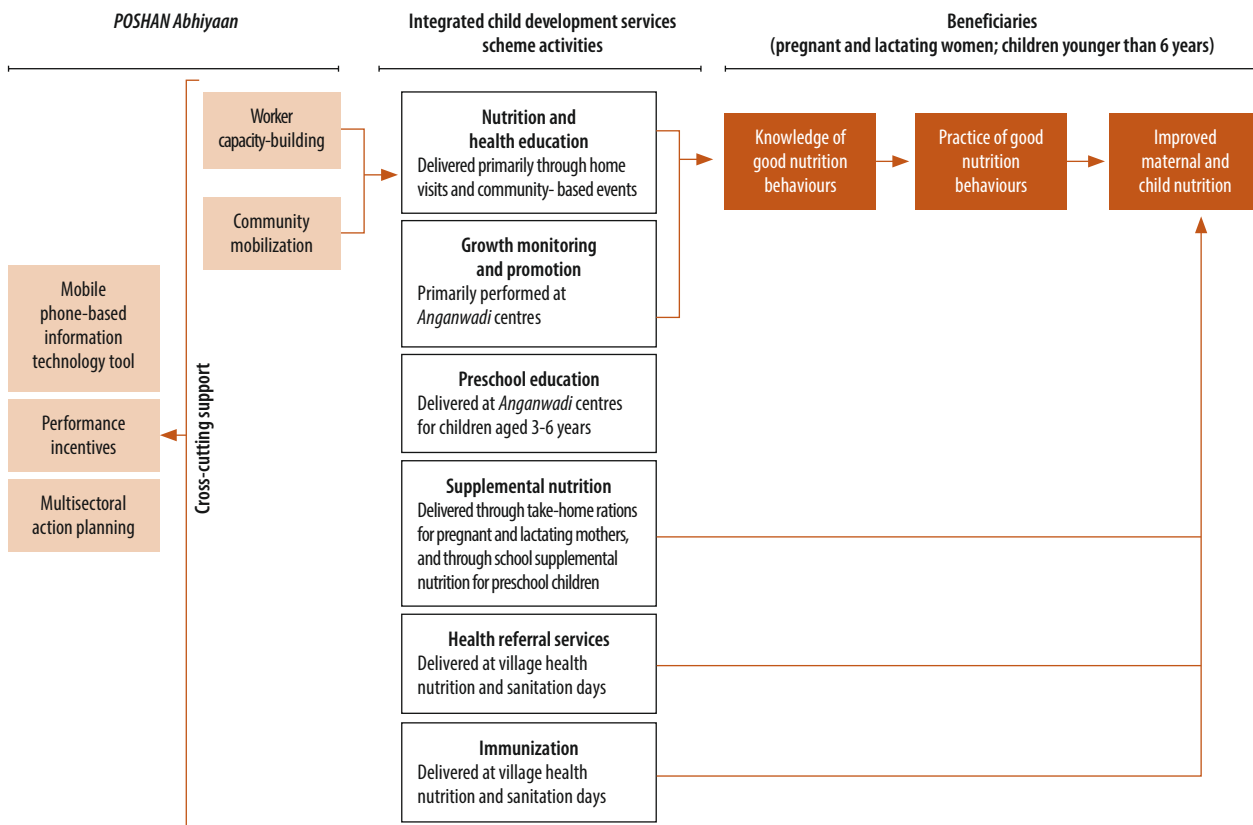 POSHAN Abhiyaan
Integrated child development services
scheme activities
Beneficiaries
(pregnant and lactating women; children younger than 6 years)
Worker
capacity-building
Community
mobilization
Mobile
phone-based
information
technology tool
Performance
incentives
Multisectoral
action planning
Cross-cutting support
Nutrition and
health education
Delivered primarily through home
visits and community- based events
Growth monitoring
and promotion
Primarily performed at
Anganwadi centres
Preschool education
Delivered at Anganwadi centres
for children aged 3-6 years
Supplemental nutrition
Delivered through take-home rations
for pregnant and lactating mothers,
and through school supplemental
nutrition for preschool children
Health referral services
Delivered at village health
nutrition and sanitation days
Immunization
Delivered at village health
nutrition and sanitation days
Knowledge of
good nutrition
behaviours
Practice of good
nutrition
behaviours
Improved
maternal and
child nutrition